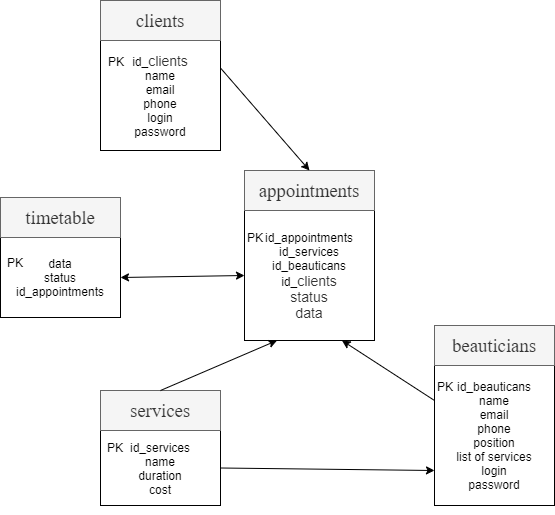 clients
PK id_clients
name
email
phone
login
password
appointments
PK id_appointments
id_services
id_beauticans
id_clients
status
data
timetable
PK data
status
id_appointments
beauticians
PK id_beauticans
name
email
phone
position
list of services
login
password
services
PK id_services
name
duration
cost